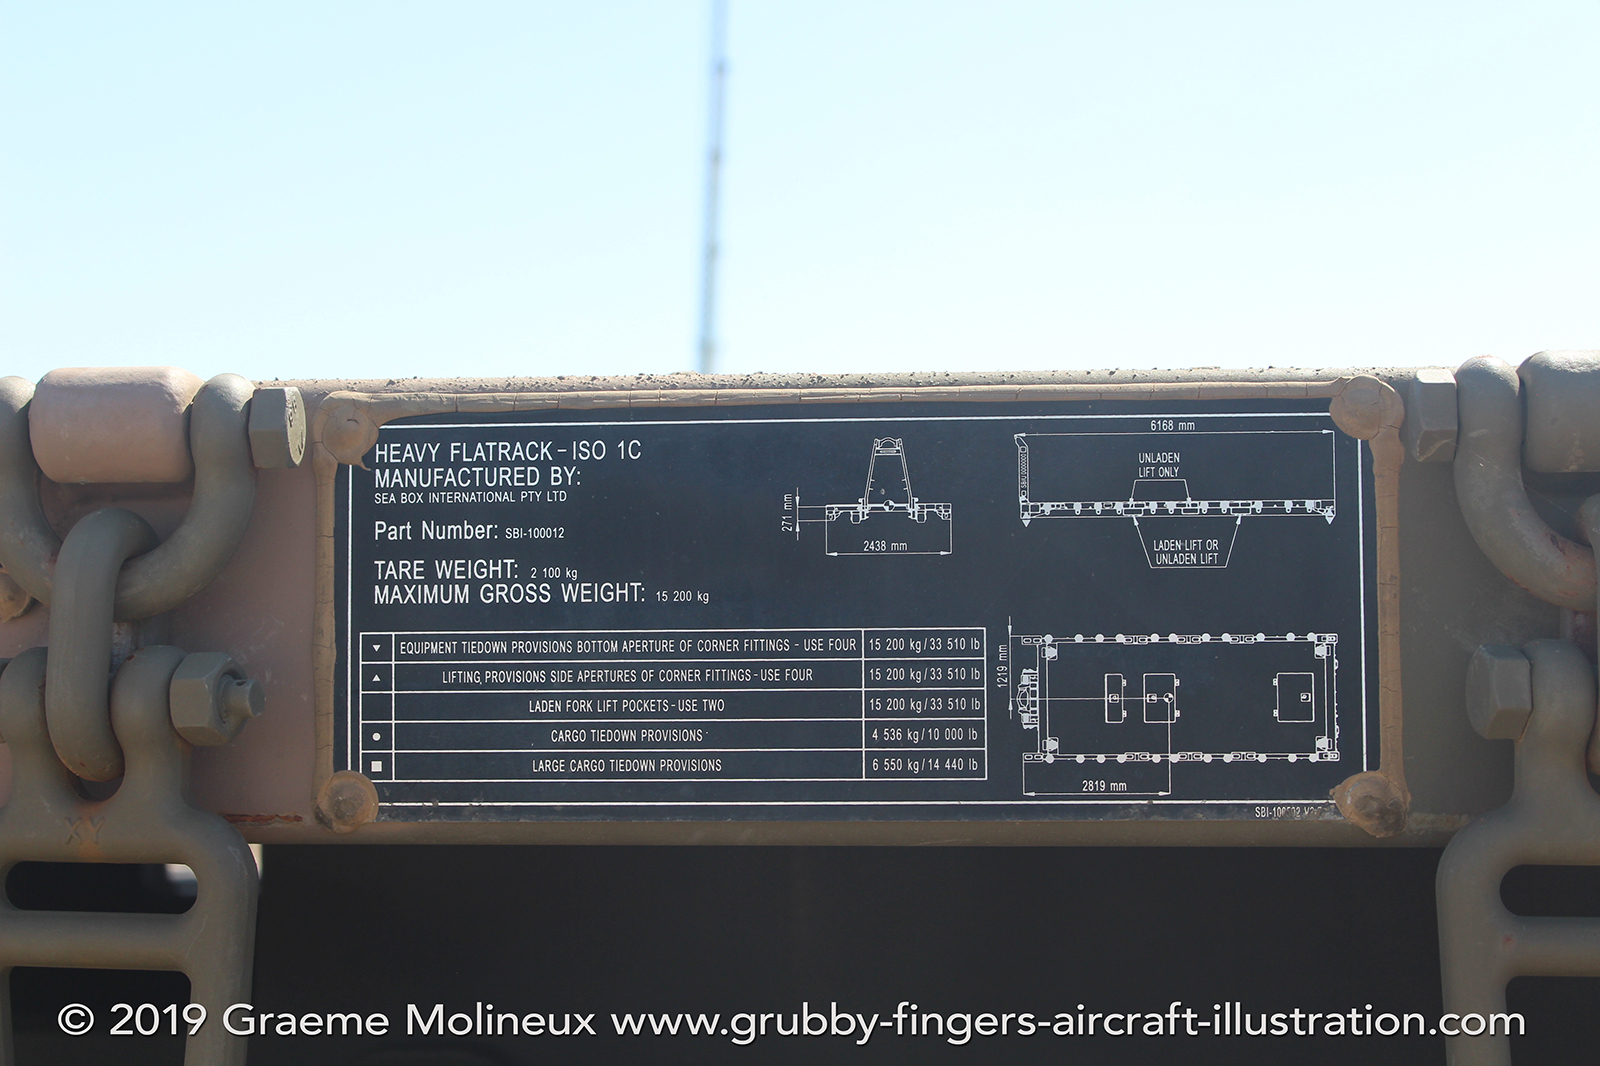 HEAVY FLATRACK - ISO 1C
MANUFACTURED BY:
SEA BOX INTERNATIONAL PTY LTD
Part Number: SBI-100012
TARE WEIGHT: 2 100 kg
MAXIMUM GROSS WEIGHT: 15 200 kg
EQUIPMENT TIEDOWN PROVISIONS BOTTOM APERTURE OF CORNER FITTINGS - USE FOUR 15 200 kg/33 510 lb
LIFTING PROVISIONS SIDE APERTURES OF CORNER FITTINGS - USE FOUR 15 200 kg/33 510 lb
LADEN FORK LIFT POCKETS - USE TWO 15 200 kg/33 510 lb
CARGO TIEDOWN PROVISIONS 4 536 kg/10 000 lb
LARGE CARGO TIEDOWN PROVISIONS 6 550 kg/14 440 lb
271 mm
2438 mm
6168 mm
UNLADEN
LIFT ONLY
LADEN LIFT OR
UNLADEN LIFT
1219 mm
2819 mm
XX
© 2019 Graeme Molineux www.grubby-fingers-aircraft-illustration.com